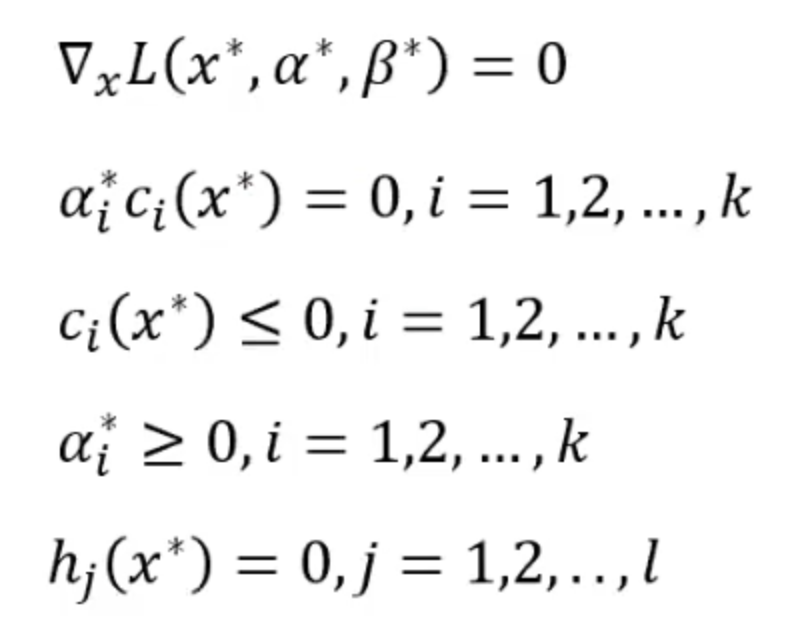 ∇ₓL(x*, α*, β*) = 0
αᵢ*cᵢ(x*) = 0, i = 1,2, … , k
cᵢ(x*) ≤ 0, i = 1,2, … , k
αᵢ* ≥ 0, i = 1,2, … , k
hⱼ(x*) = 0, j = 1,2, . . , l